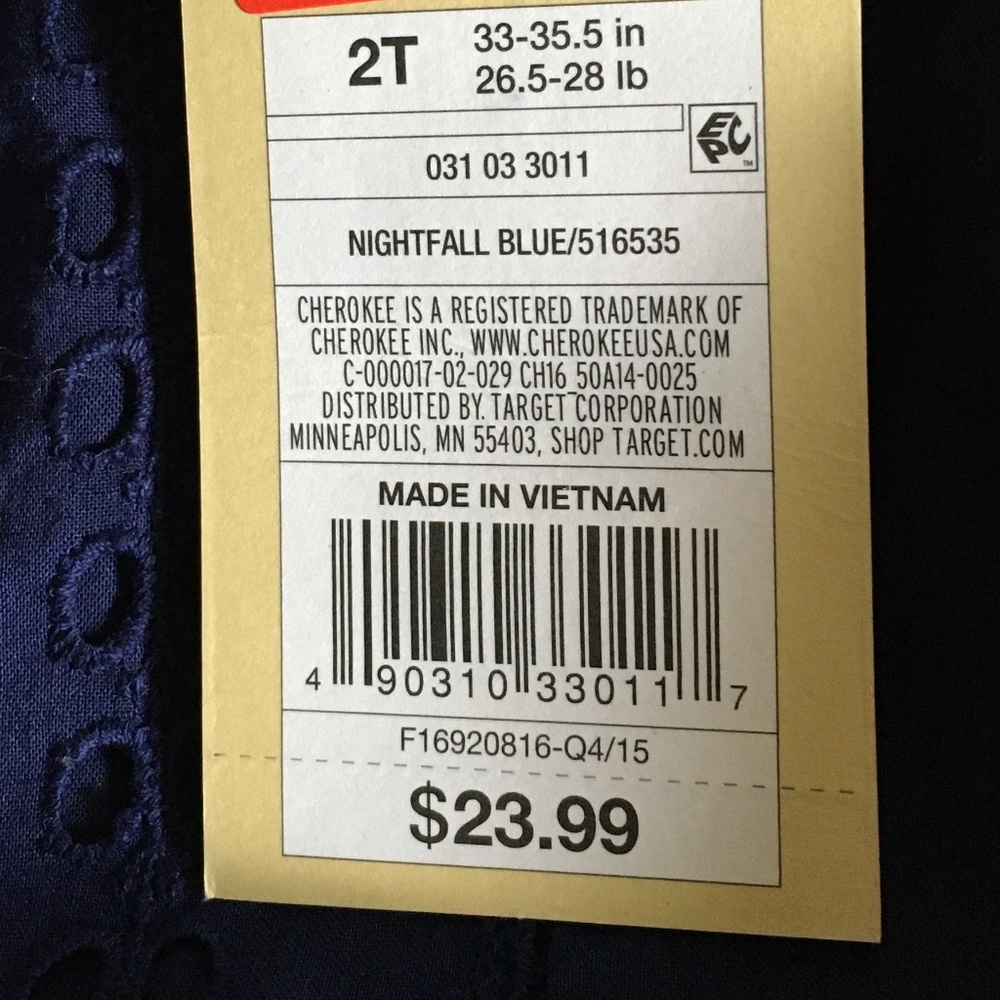 2T 33-35.5 in
26.5-28 lb
EPC™
031 03 3011
NIGHTFALL BLUE/516535
CHEROKEE IS A REGISTERED TRADEMARK OF
CHEROKEE INC., WWW.CHEROKEEUSA.COM
C-000017-02-029 CH16 50A14-0025
DISTRIBUTED BY. TARGET CORPORATION
MINNEAPOLIS, MN 55403, SHOP TARGET.COM
MADE IN VIETNAM
4 90310 33011 7
F16920816-Q4/15
$23.99